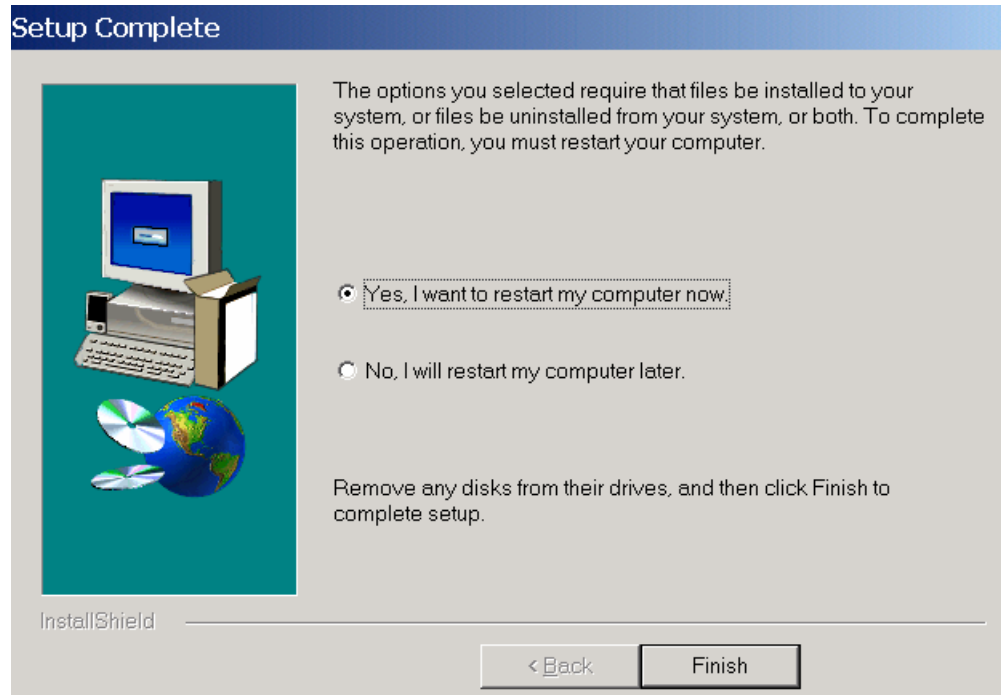 Setup Complete
The options you selected require that files be installed to your
system, or files be uninstalled from your system, or both. To complete
this operation, you must restart your computer.
Yes, I want to restart my computer now.
No, I will restart my computer later.
Remove any disks from their drives, and then click Finish to
complete setup.
InstallShield
< Back
Finish